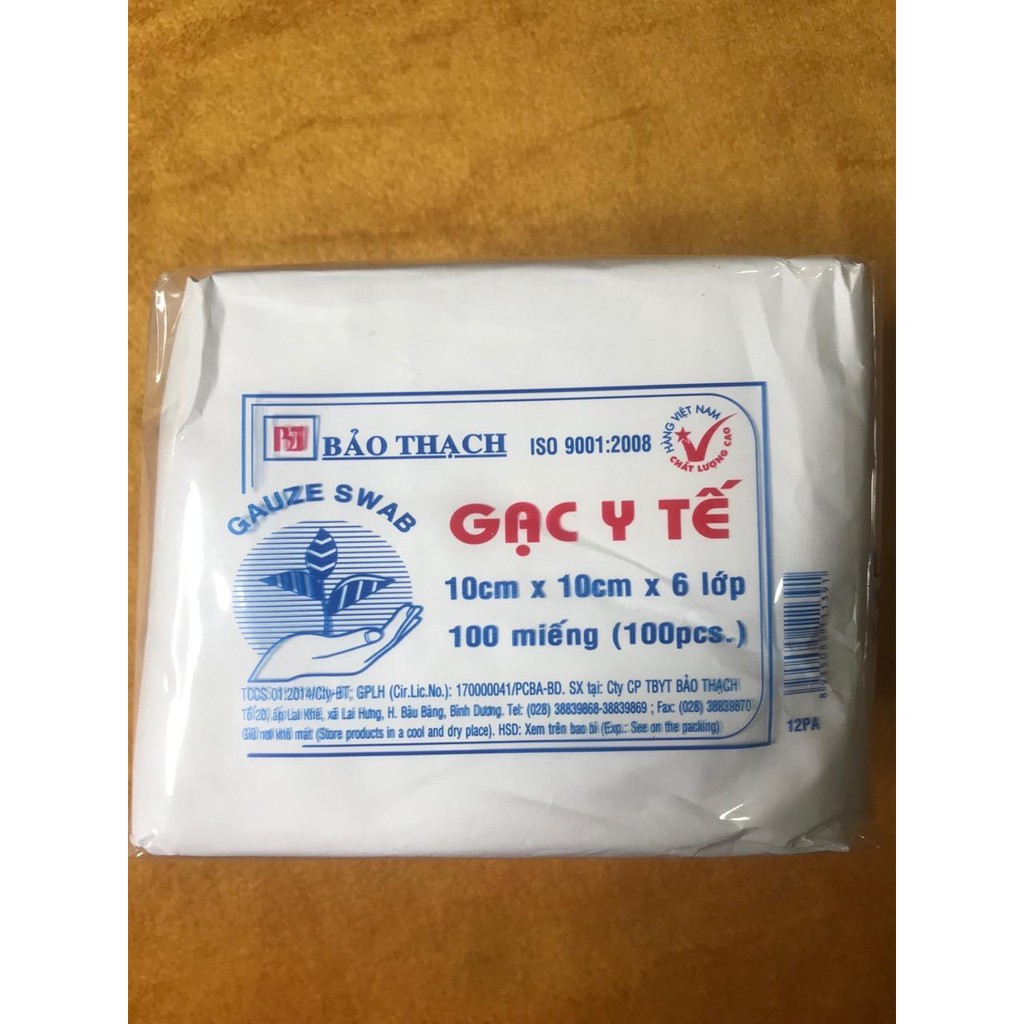 BT BẢO THẠCH ISO 9001:2008
HÀNG VIỆT NAM
CHẤT LƯỢNG CAO
GAUZE SWAB
GẠC Y TẾ
10cm x 10cm x 6 lớp
100 miếng (100pcs.)
TCCS 01:2014/Cty-BT; GPLH (Cir.Lic.No.): 170000041/PCBA-BD. SX tại: Cty CP TBYT BẢO THẠCH
Tổ 20, ấp Lai Khê, xã Lai Hưng, H. Bàu Bàng, Bình Dương. Tel: (028) 38839868-38839869 ; Fax: (028) 38839870
nơi khô mát (Store products in a cool and dry place). HSD: Xem trên bao bì (Exp.: See on the packing)
12PA